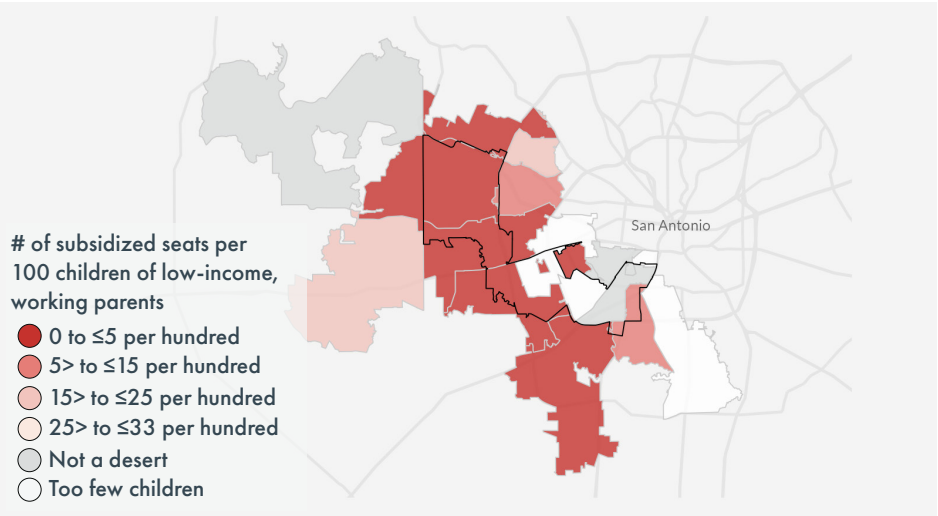 San Antonio
# of subsidized seats per
100 children of low-income,
working parents
0 to ≤5 per hundred
5> to ≤15 per hundred
15> to ≤25 per hundred
25> to ≤33 per hundred
Not a desert
Too few children